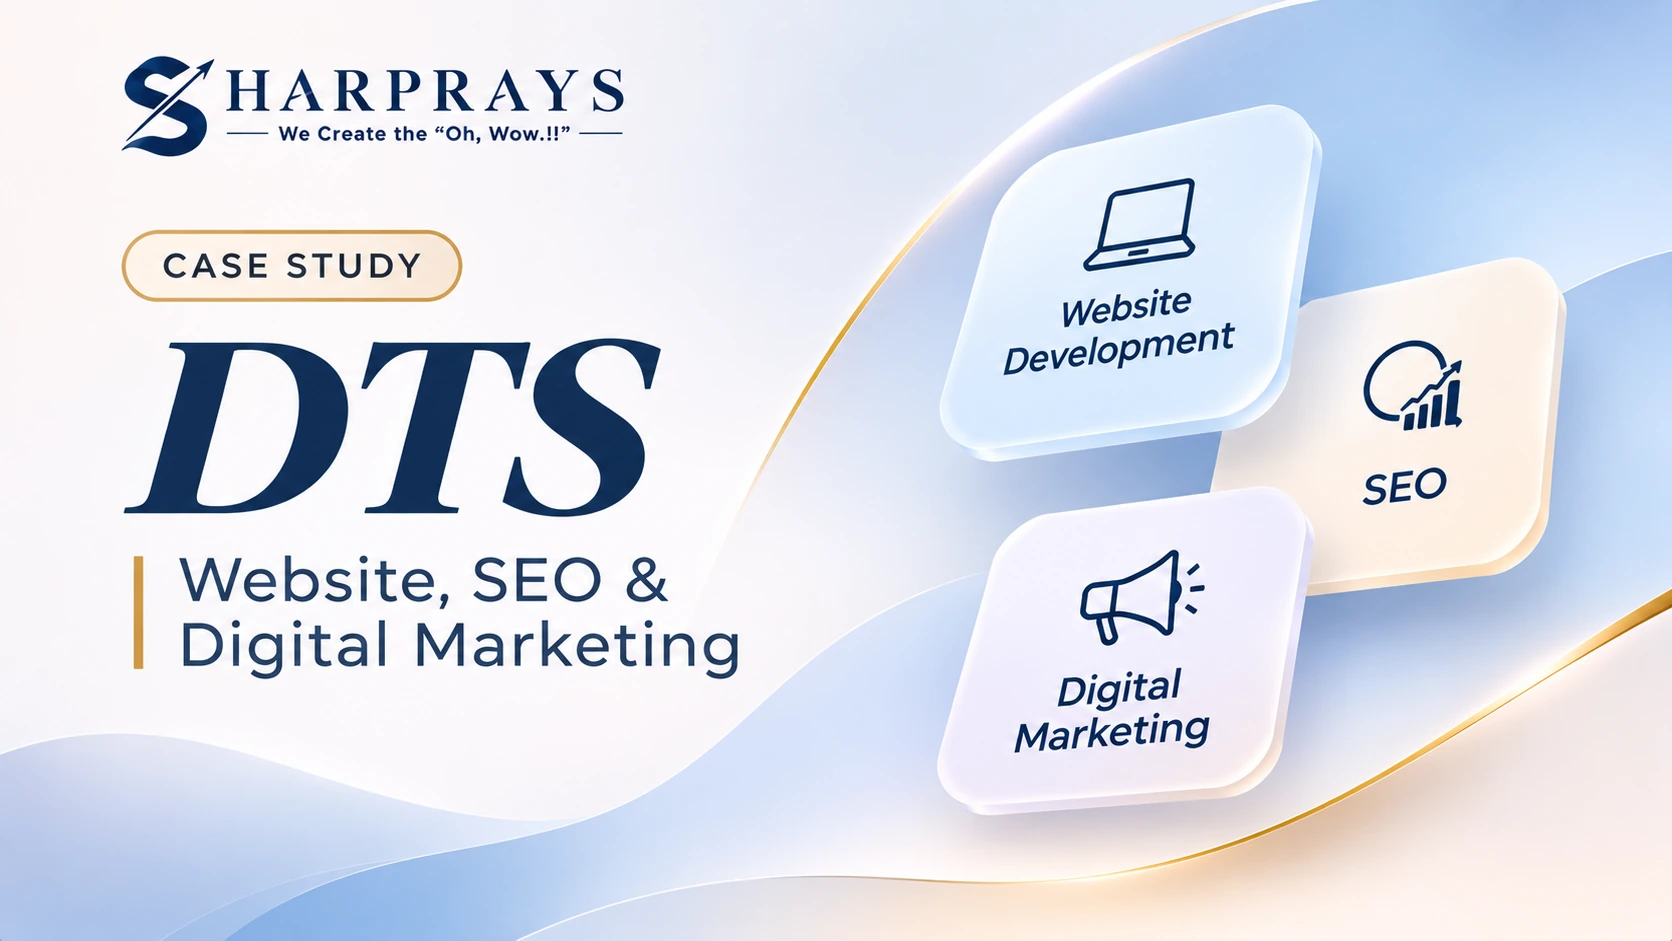 SHARPRAYS
We Create the “Oh, Wow.!!”
CASE STUDY
DTS
Website, SEO &
Digital Marketing
Website
Development
SEO
Digital
Marketing